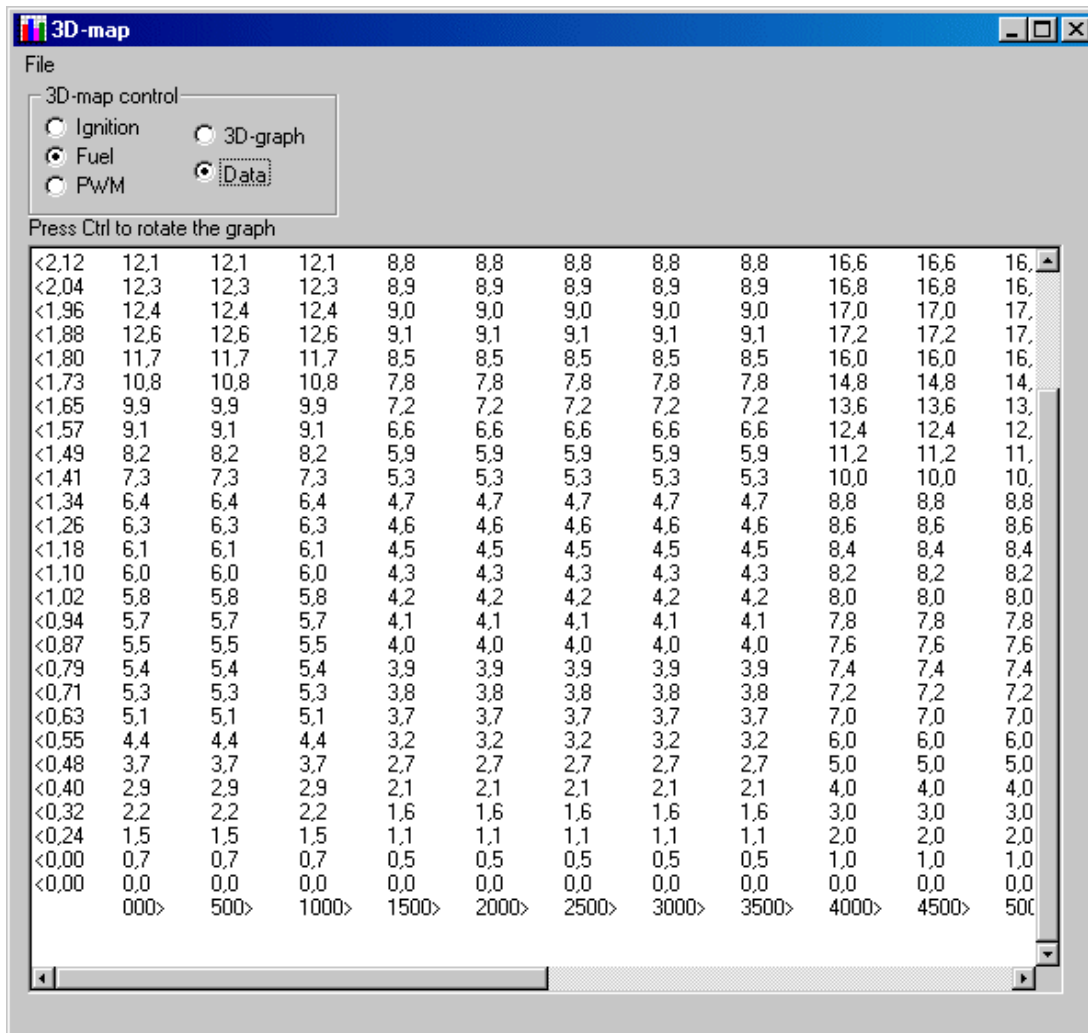 3D-map
File
3D-map control
Ignition
3D-graph
Fuel
Data
PWM
Press Ctrl to rotate the graph
<2,12 12,1 12,1 12,1 8,8 8,8 8,8 8,8 8,8 16,6 16,6 16,
<2,04 12,3 12,3 12,3 8,9 8,9 8,9 8,9 8,9 16,8 16,8 16,
<1,96 12,4 12,4 12,4 9,0 9,0 9,0 9,0 9,0 17,0 17,0 17,
<1,88 12,6 12,6 12,6 9,1 9,1 9,1 9,1 9,1 17,2 17,2 17,
<1,80 11,7 11,7 11,7 8,5 8,5 8,5 8,5 8,5 16,0 16,0 16,
<1,73 10,8 10,8 10,8 7,8 7,8 7,8 7,8 7,8 14,8 14,8 14,
<1,65 9,9 9,9 9,9 7,2 7,2 7,2 7,2 7,2 13,6 13,6 13,
<1,57 9,1 9,1 9,1 6,6 6,6 6,6 6,6 6,6 12,4 12,4 12,
<1,49 8,2 8,2 8,2 5,9 5,9 5,9 5,9 5,9 11,2 11,2 11,
<1,41 7,3 7,3 7,3 5,3 5,3 5,3 5,3 5,3 10,0 10,0 10,
<1,34 6,4 6,4 6,4 4,7 4,7 4,7 4,7 4,7 8,8 8,8 8,8
<1,26 6,3 6,3 6,3 4,6 4,6 4,6 4,6 4,6 8,6 8,6 8,6
<1,18 6,1 6,1 6,1 4,5 4,5 4,5 4,5 4,5 8,4 8,4 8,4
<1,10 6,0 6,0 6,0 4,3 4,3 4,3 4,3 4,3 8,2 8,2 8,2
<1,02 5,8 5,8 5,8 4,2 4,2 4,2 4,2 4,2 8,0 8,0 8,0
<0,94 5,7 5,7 5,7 4,1 4,1 4,1 4,1 4,1 7,8 7,8 7,8
<0,87 5,5 5,5 5,5 4,0 4,0 4,0 4,0 4,0 7,6 7,6 7,6
<0,79 5,4 5,4 5,4 3,9 3,9 3,9 3,9 3,9 7,4 7,4 7,4
<0,71 5,3 5,3 5,3 3,8 3,8 3,8 3,8 3,8 7,2 7,2 7,2
<0,63 5,1 5,1 5,1 3,7 3,7 3,7 3,7 3,7 7,0 7,0 7,0
<0,55 4,4 4,4 4,4 3,2 3,2 3,2 3,2 3,2 6,0 6,0 6,0
<0,48 3,7 3,7 3,7 2,7 2,7 2,7 2,7 2,7 5,0 5,0 5,0
<0,40 2,9 2,9 2,9 2,1 2,1 2,1 2,1 2,1 4,0 4,0 4,0
<0,32 2,2 2,2 2,2 1,6 1,6 1,6 1,6 1,6 3,0 3,0 3,0
<0,24 1,5 1,5 1,5 1,1 1,1 1,1 1,1 1,1 2,0 2,0 2,0
<0,00 0,7 0,7 0,7 0,5 0,5 0,5 0,5 0,5 1,0 1,0 1,0
<0,00 0,0 0,0 0,0 0,0 0,0 0,0 0,0 0,0 0,0 0,0 0,0
000> 500> 1000> 1500> 2000> 2500> 3000> 3500> 4000> 4500>